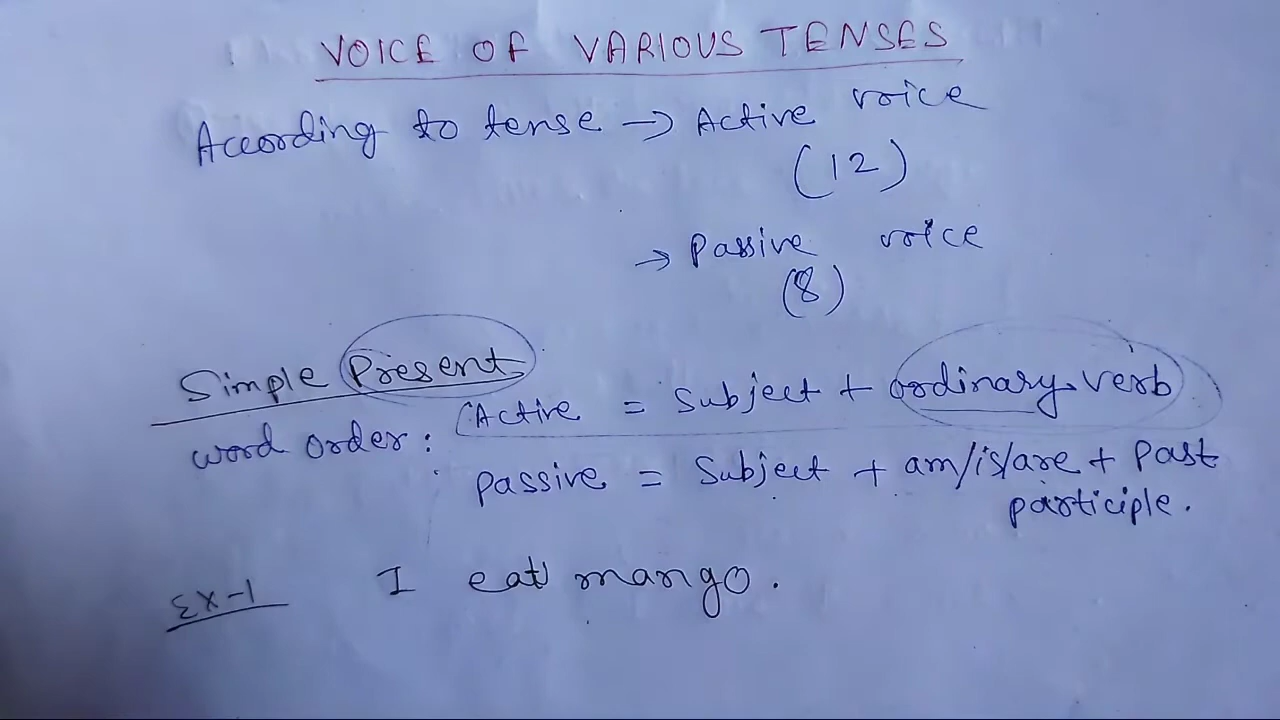 VOICE OF VARIOUS TENSES
According to tense → Active voice
(12)
→ Passive voice
(8)
Simple Present
word order: Active = Subject + ordinary verb
Passive = Subject + am/is/are + Past
participle.
Ex-1 I eat mango.